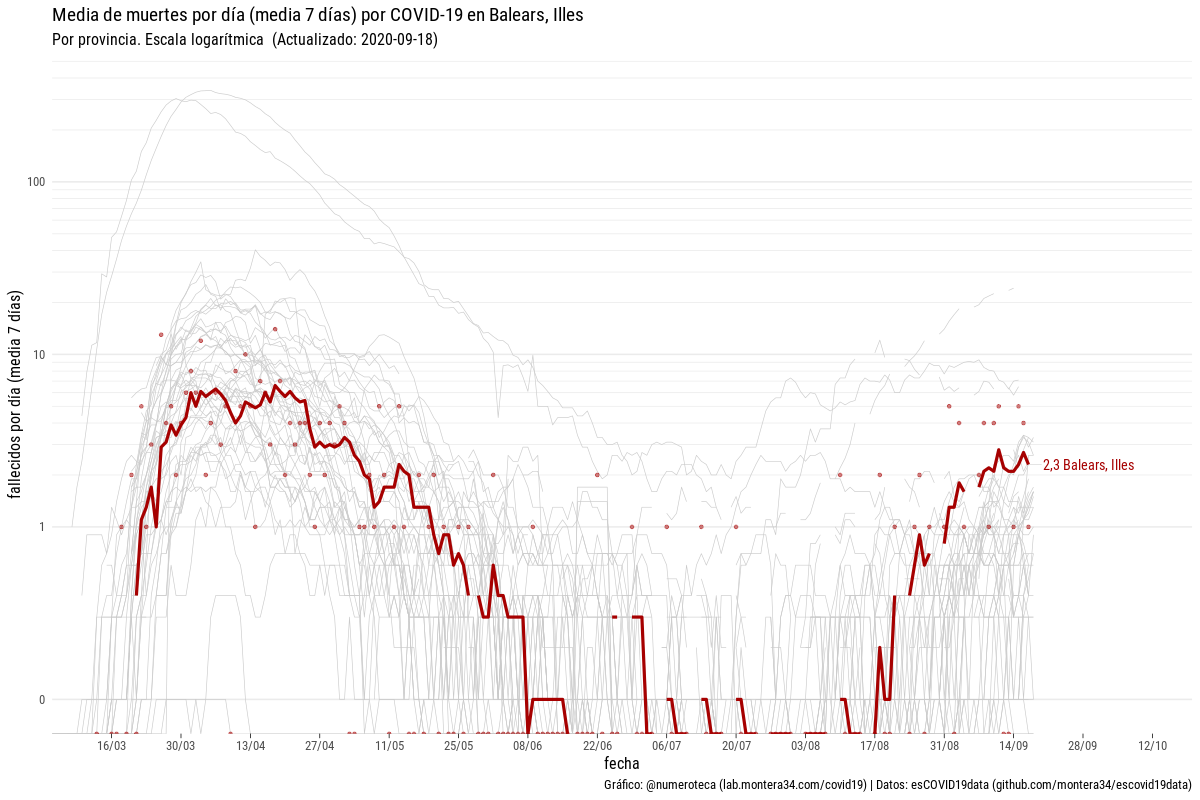 Media de muertes por día (media 7 días) por COVID-19 en Balears, Illes
Por provincia. Escala logarítmica (Actualizado: 2020-09-18)
fallecidos por día (media 7 días)
100
10
1
0
2,3 Balears, Illes
16/03 30/03 13/04 27/04 11/05 25/05 08/06 22/06 06/07 20/07 03/08 17/08 31/08 14/09 28/09 12/10
fecha
Gráfico: @numeroteca (lab.montera34.com/covid19) | Datos: esCOVID19data (github.com/montera34/escovid19data)